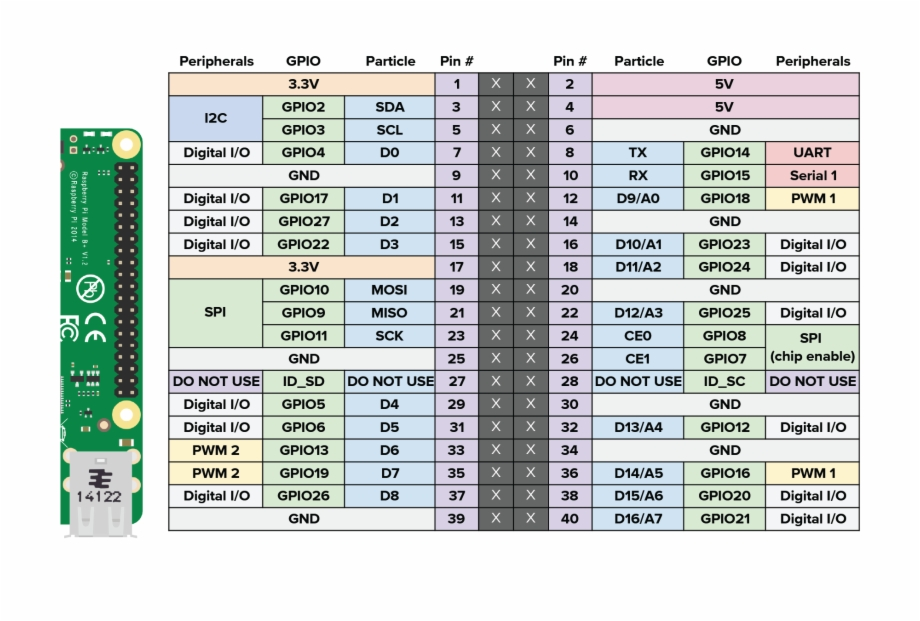 Peripherals GPIO Particle Pin # Pin # Particle GPIO Peripherals
3.3V 1 X X 2 5V
I2C GPIO2 SDA 3 X X 4 5V
GPIO3 SCL 5 X X 6 GND
Digital I/O GPIO4 D0 7 X X 8 TX GPIO14 UART
GND 9 X X 10 RX GPIO15 Serial 1
Digital I/O GPIO17 D1 11 X X 12 D9/A0 GPIO18 PWM 1
Digital I/O GPIO27 D2 13 X X 14 GND
Digital I/O GPIO22 D3 15 X X 16 D10/A1 GPIO23 Digital I/O
3.3V 17 X X 18 D11/A2 GPIO24 Digital I/O
SPI GPIO10 MOSI 19 X X 20 GND
GPIO9 MISO 21 X X 22 D12/A3 GPIO25 Digital I/O
GPIO11 SCK 23 X X 24 CE0 GPIO8 SPI
GND 25 X X 26 CE1 GPIO7 (chip enable)
DO NOT USE ID_SD DO NOT USE 27 X X 28 DO NOT USE ID_SC DO NOT USE
Digital I/O GPIO5 D4 29 X X 30 GND
Digital I/O GPIO6 D5 31 X X 32 D13/A4 GPIO12 Digital I/O
PWM 2 GPIO13 D6 33 X X 34 GND
PWM 2 GPIO19 D7 35 X X 36 D14/A5 GPIO16 PWM 1
Digital I/O GPIO26 D8 37 X X 38 D15/A6 GPIO20 Digital I/O
GND 39 X X 40 D16/A7 GPIO21 Digital I/O
Raspberry Pi Model B+ V1.2
©Raspberry Pi 2014
Pb
FC CE
14122